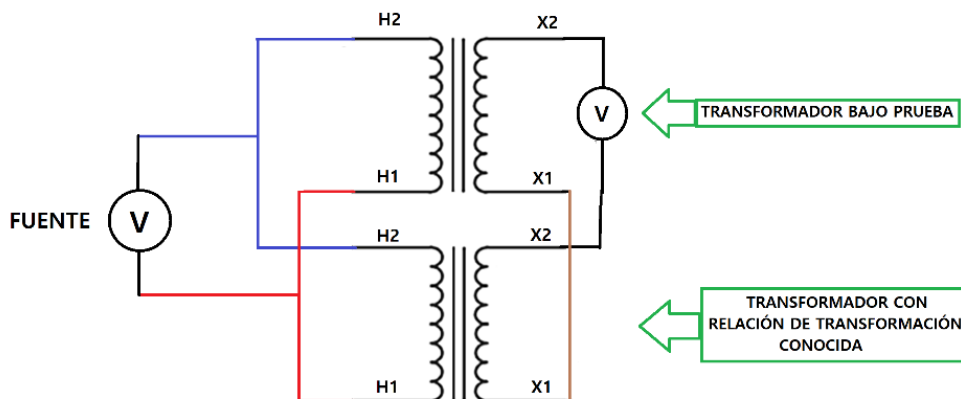 H2
X2
V
TRANSFORMADOR BAJO PRUEBA
H1
X1
FUENTE
V
H2
X2
TRANSFORMADOR CON
RELACIÓN DE TRANSFORMACIÓN
CONOCIDA
H1
X1